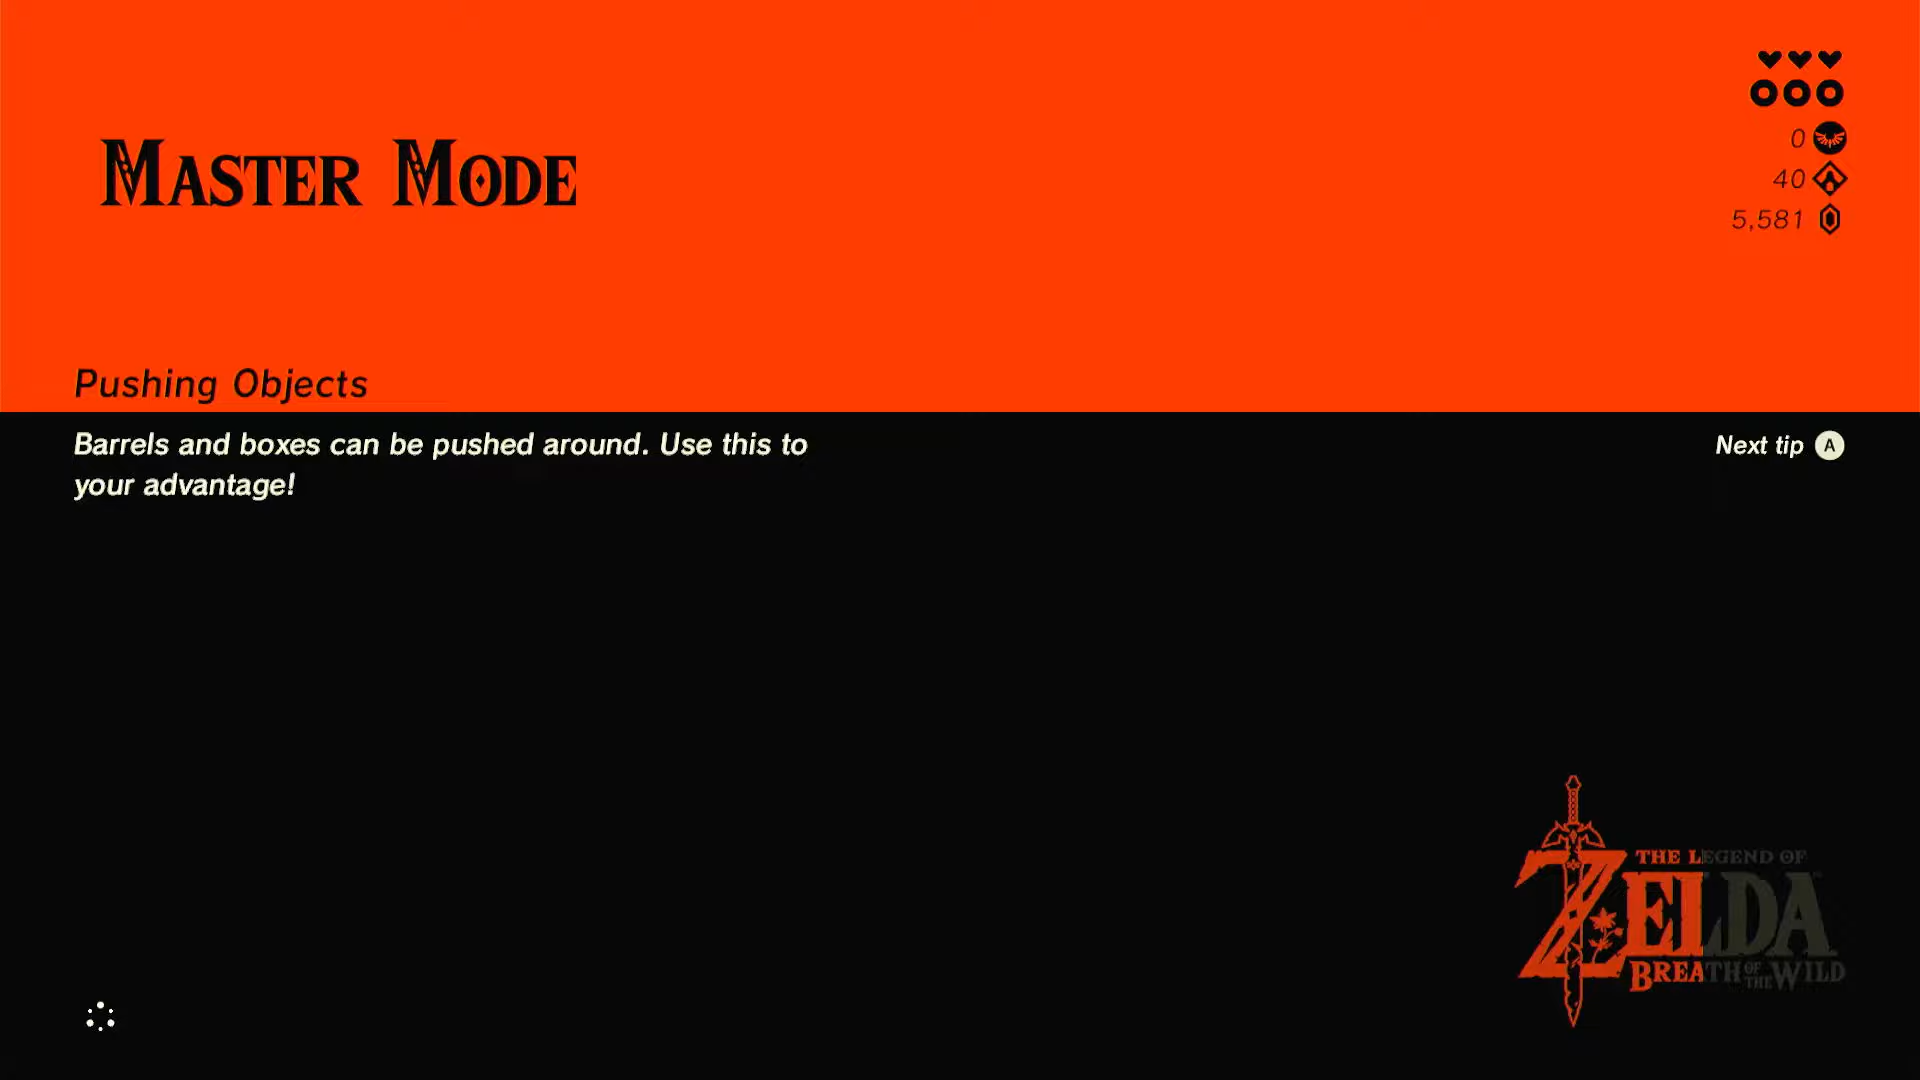 Master Mode
0
40
5,581
Pushing Objects
Barrels and boxes can be pushed around. Use this to
your advantage!
Next tip A
THE LEGEND OF
ZELDA
BREATH OF THE WILD